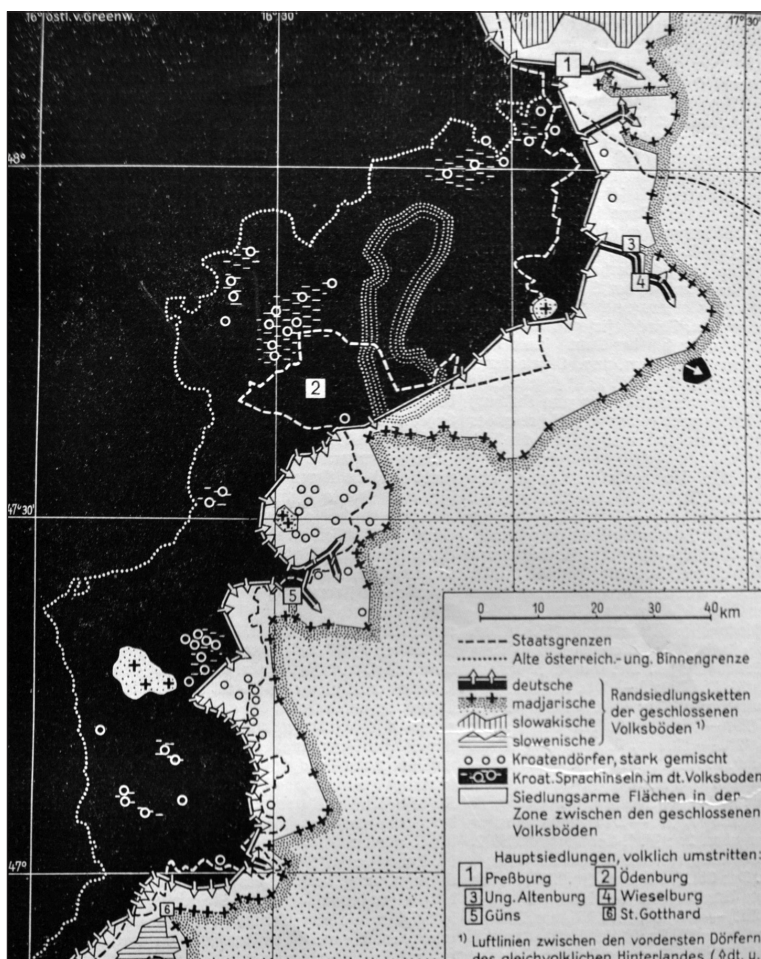 16° östl. v. Greenw.
16° 30'
17°
17° 30'
1
48°
3
4
2
47° 30'
5
6
47°
0 10 20 30 40 km
Staatsgrenzen
Alte österreich.-ung. Binnengrenze
deutsche
madjarische
slowakische
slowenische
Randsiedlungsketten
der geschlossenen
Volksböden ¹⁾
Kroatendörfer, stark gemischt
Kroat. Sprachinseln im dt. Volksboden
Siedlungsarme Flächen in der
Zone zwischen den geschlossenen
Volksböden
Hauptsiedlungen, volklich umstritten:
1 Preßburg 2 Ödenburg
3 Ung. Altenburg 4 Wieselburg
5 Güns 6 St. Gotthard
¹⁾ Luftlinien zwischen den vordersten Dörfern
des gleichvolklichen Hinterlandes ( dt. u.